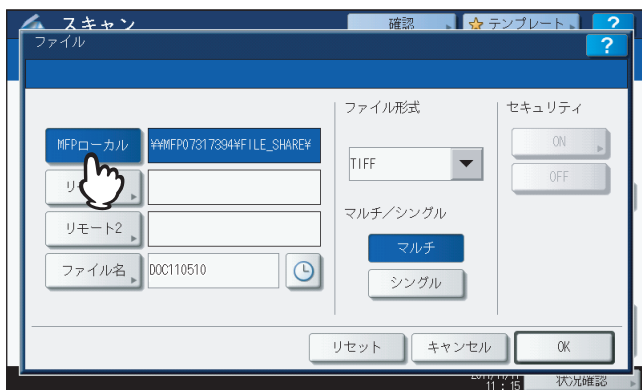 スキャン
確認
テンプレート
?
ファイル
?
ファイル形式
セキュリティ
MFPローカル
¥¥MFP07317394¥FILE_SHARE¥
ON
TIFF
OFF
リモート2
マルチ/シングル
マルチ
ファイル名
DOC110510
シングル
リセット
キャンセル
OK
11 : 15
状況確認